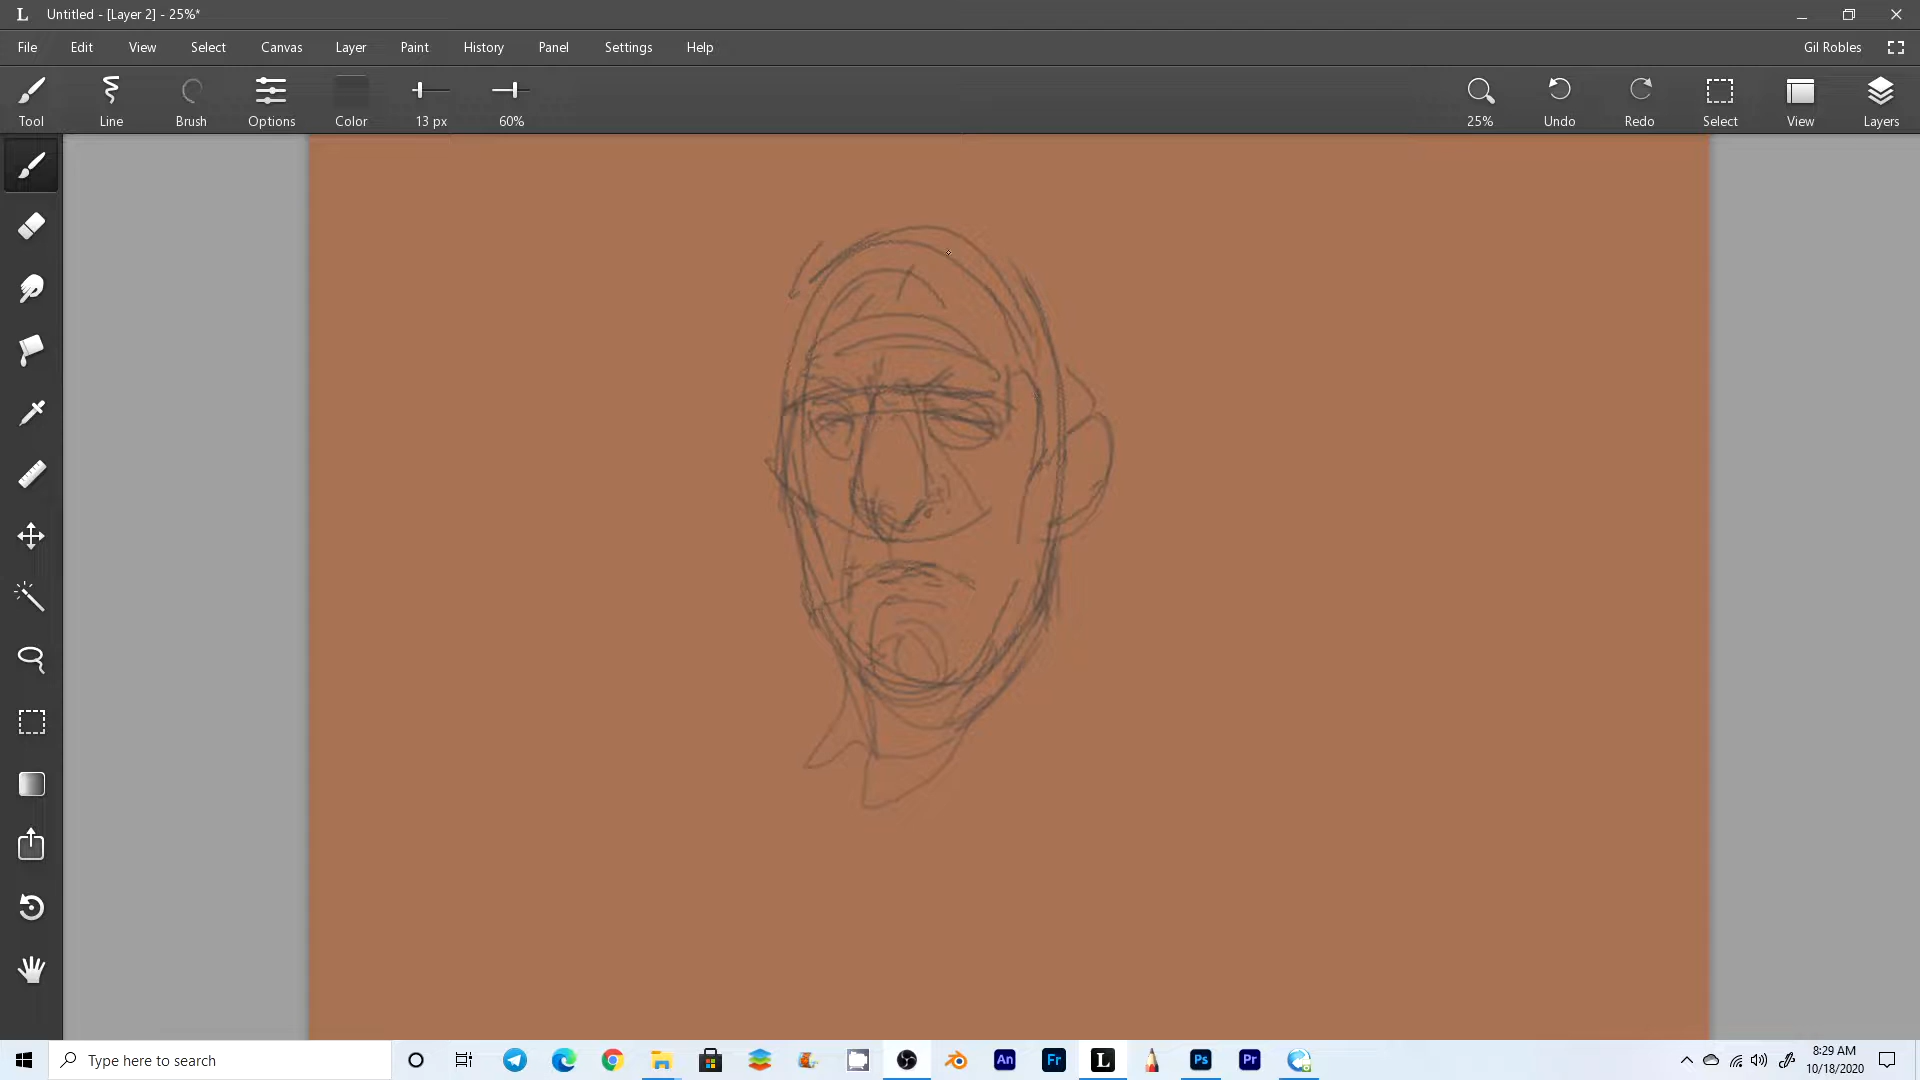 L Untitled - [Layer 2] - 25%*
File Edit View Select Canvas Layer Paint History Panel Settings Help Gil Robles
Tool Line Brush Options Color 13 px 60% 25% Undo Redo Select View Layers
Type here to search An Fr L Ps Pr 8:29 AM
10/18/2020